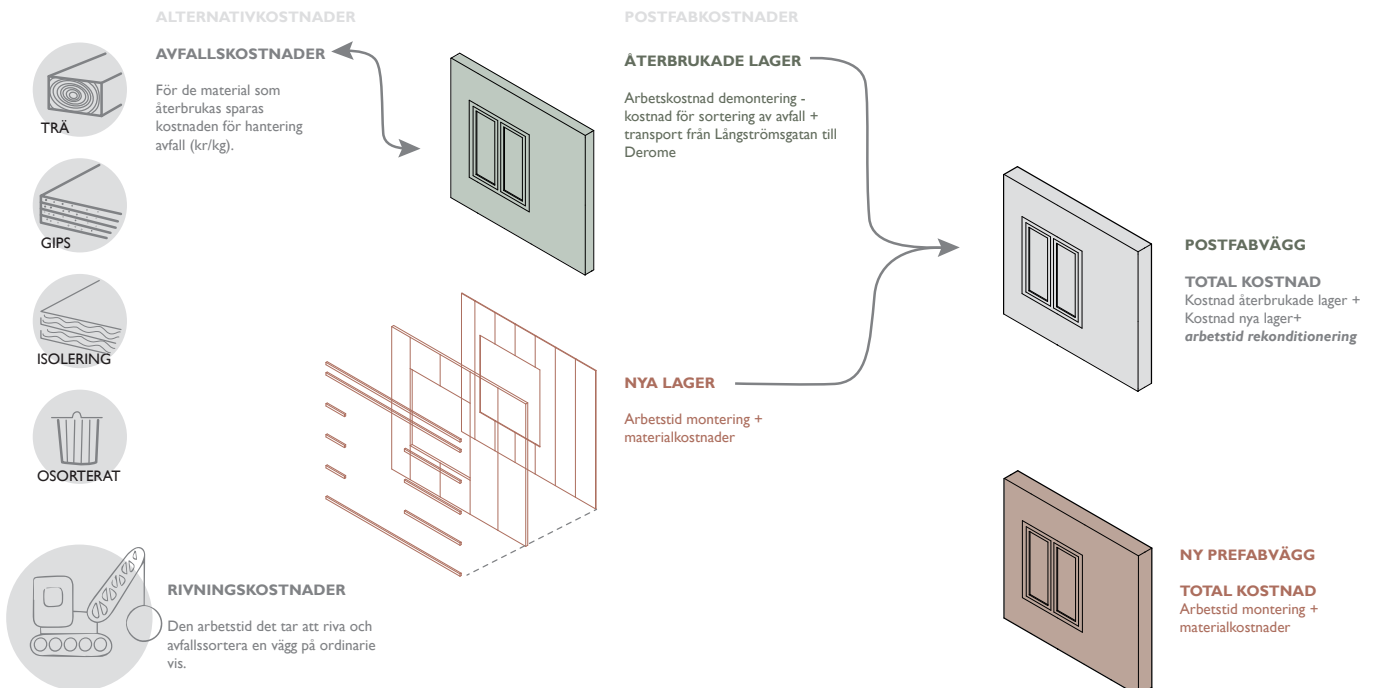 ALTERNATIVKOSTNADER
AVFALLSKOSTNADER
För de material som
återbrukas sparas
kostnaden för hantering
avfall (kr/kg).
TRÄ
GIPS
ISOLERING
OSORTERAT
RIVNINGSKOSTNADER
Den arbetstid det tar att riva och
avfallssortera en vägg på ordinarie
vis.
POSTFABKOSTNADER
ÅTERBRUKADE LAGER
Arbetskostnad demontering -
kostnad för sortering av avfall +
transport från Långströmsgatan till
Derome
NYA LAGER
Arbetstid montering +
materialkostnader
POSTFABVÄGG
TOTAL KOSTNAD
Kostnad återbrukade lager +
Kostnad nya lager+
arbetstid rekonditionering
NY PREFABVÄGG
TOTAL KOSTNAD
Arbetstid montering +
materialkostnader